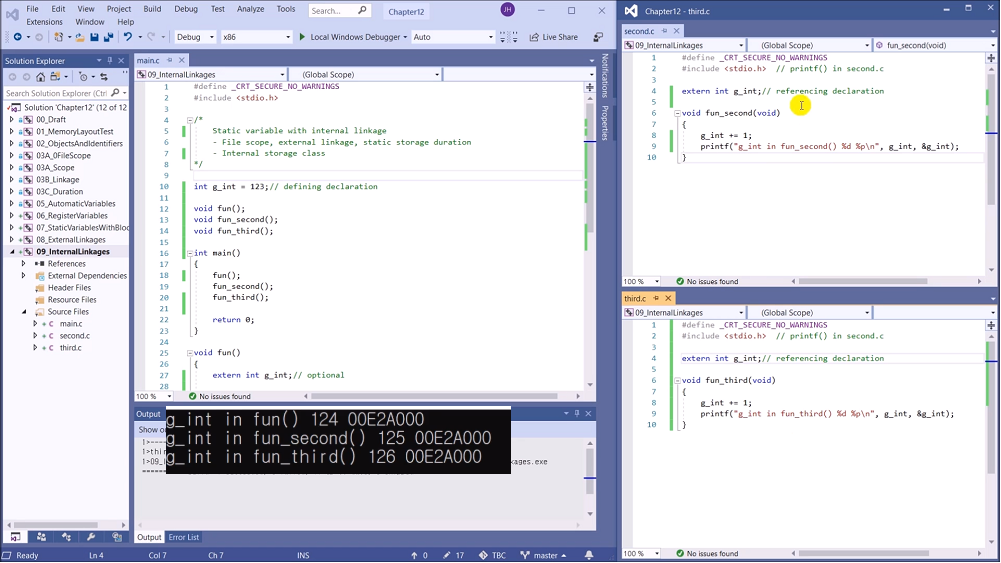 File Edit View Project Build Debug Test Analyze Tools Search... Chapter12 JH
Extensions Window Help
Debug x86 Local Windows Debugger Auto Live Share
Solution Explorer
Search Solution Explorer (Ctrl+;)
Solution 'Chapter12' (12 of 12)
00_Draft
01_MemoryLayoutTest
02_ObjectsAndIdentifiers
03A_0FileScope
03A_Scope
03B_Linkage
03C_Duration
05_AutomaticVariables
06_RegisterVariables
07_StaticVariablesWithBloc
08_ExternalLinkages
09_InternalLinkages
References
External Dependencies
Header Files
Resource Files
Source Files
main.c
second.c
third.c
main.c
09_InternalLinkages (Global Scope)
1 #define _CRT_SECURE_NO_WARNINGS
2 #include <stdio.h>
3
4 /*
5 Static variable with internal linkage
6 - File scope, external linkage, static storage duration
7 - Internal storage class
8 */
9
10 int g_int = 123;// defining declaration
11
12 void fun();
13 void fun_second();
14 void fun_third();
15
16 int main()
17 {
18 fun();
19 fun_second();
20 fun_third();
21
22 return 0;
23 }
24
25 void fun()
26 {
27 extern int g_int;// optional
28
100 % No issues found
Output
Show o
1>----
1>thir
1>09_I
kages.exe
=====
g_int in fun() 124 00E2A000
g_int in fun_second() 125 00E2A000
g_int in fun_third() 126 00E2A000
Output Error List
Notifications
Properties
Chapter12 - third.c
second.c
09_InternalLinkages (Global Scope) fun_second(void)
1 #define _CRT_SECURE_NO_WARNINGS
2 #include <stdio.h> // printf() in second.c
3
4 extern int g_int;// referencing declaration
5
6 void fun_second(void)
7 {
8 g_int += 1;
9 printf("g_int in fun_second() %d %p\n", g_int, &g_int);
10 }
100 % No issues found
third.c
09_InternalLinkages (Global Scope)
1 #define _CRT_SECURE_NO_WARNINGS
2 #include <stdio.h> // printf() in second.c
3
4 extern int g_int;// referencing declaration
5
6 void fun_third(void)
7 {
8 g_int += 1;
9 printf("g_int in fun_third() %d %p\n", g_int, &g_int);
10 }
100 % No issues found
Ready Ln 4 Col 7 Ch 7 INS 0 17 TBC master